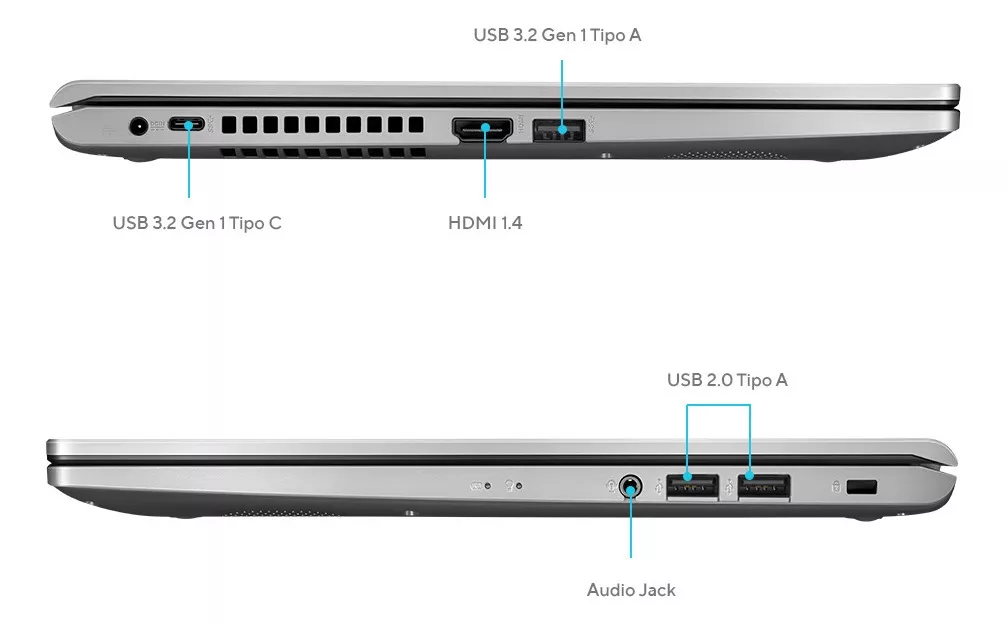 USB 3.2 Gen 1 Tipo A
USB 3.2 Gen 1 Tipo C
HDMI 1.4
USB 2.0 Tipo A
Audio Jack